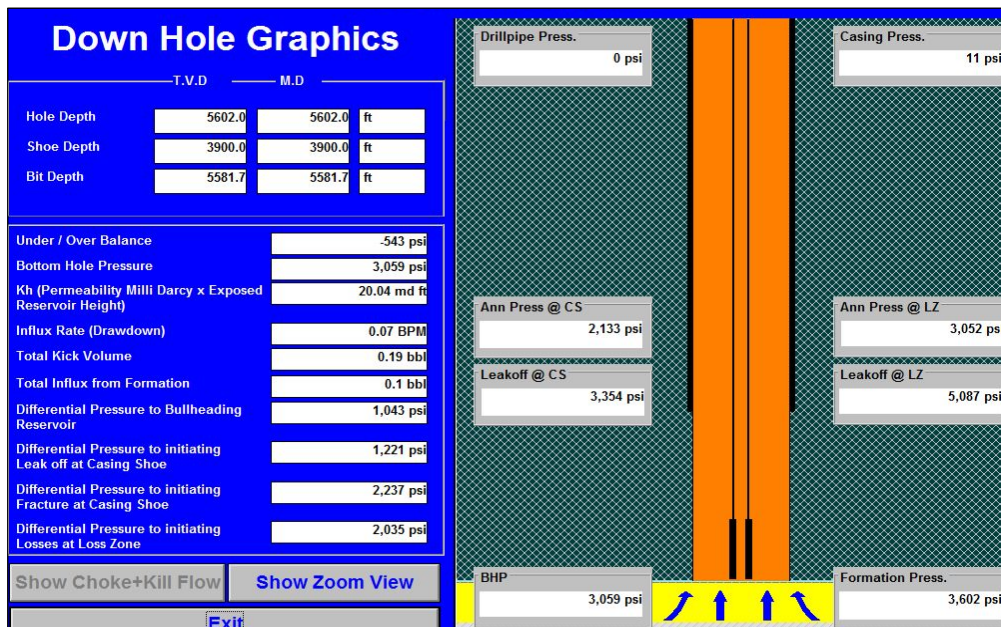 Down Hole Graphics
T.V.D M.D
Hole Depth 5602.0 5602.0 ft
Shoe Depth 3900.0 3900.0 ft
Bit Depth 5581.7 5581.7 ft
Under / Over Balance -543 psi
Bottom Hole Pressure 3,059 psi
Kh (Permeability Milli Darcy x Exposed
Reservoir Height) 20.04 md ft
Influx Rate (Drawdown) 0.07 BPM
Total Kick Volume 0.19 bbl
Total Influx from Formation 0.1 bbl
Differential Pressure to Bullheading
Reservoir 1,043 psi
Differential Pressure to initiating
Leak off at Casing Shoe 1,221 psi
Differential Pressure to initiating
Fracture at Casing Shoe 2,237 psi
Differential Pressure to initiating
Losses at Loss Zone 2,035 psi
Show Choke+Kill Flow Show Zoom View
Exit
Drillpipe Press.
0 psi
Casing Press.
11 psi
Ann Press @ CS
2,133 psi
Ann Press @ LZ
3,052 psi
Leakoff @ CS
3,354 psi
Leakoff @ LZ
5,087 psi
BHP
3,059 psi
Formation Press.
3,602 psi